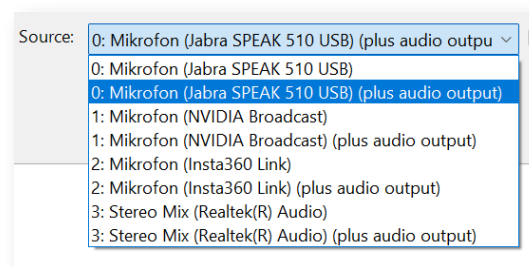 Source: 0: Mikrofon (Jabra SPEAK 510 USB) (plus audio outpu
0: Mikrofon (Jabra SPEAK 510 USB)
0: Mikrofon (Jabra SPEAK 510 USB) (plus audio output)
1: Mikrofon (NVIDIA Broadcast)
1: Mikrofon (NVIDIA Broadcast) (plus audio output)
2: Mikrofon (Insta360 Link)
2: Mikrofon (Insta360 Link) (plus audio output)
3: Stereo Mix (Realtek(R) Audio)
3: Stereo Mix (Realtek(R) Audio) (plus audio output)